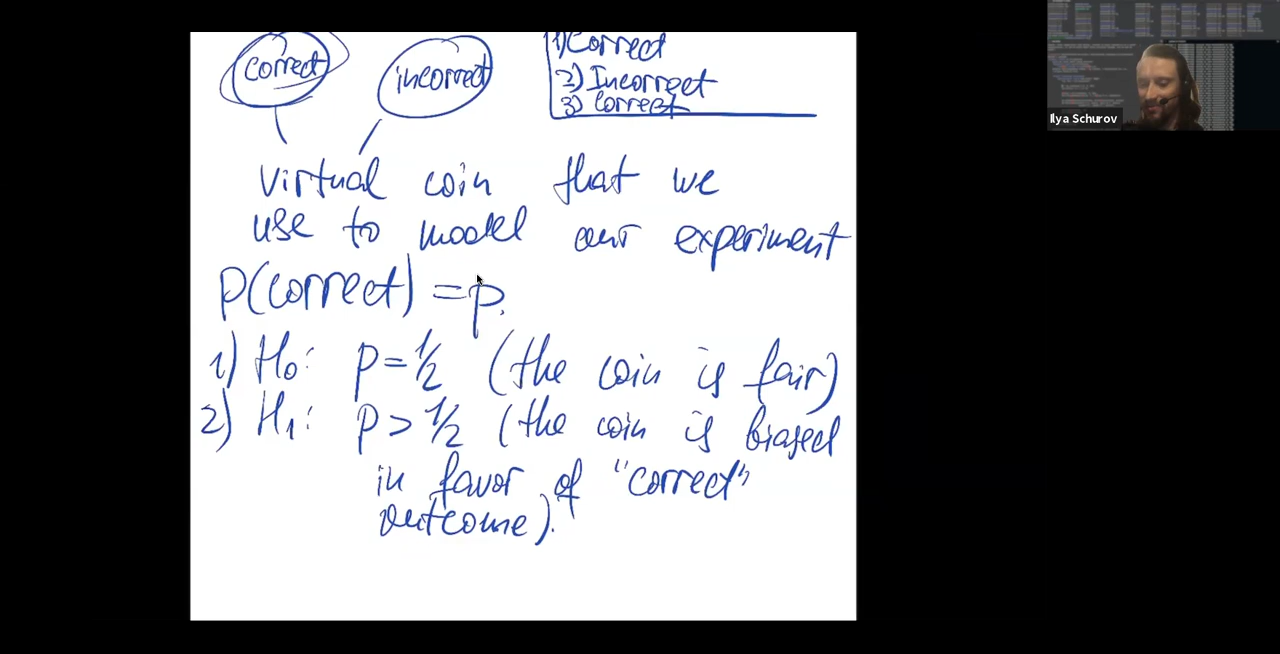 correct incorrect
1) Correct
2) Incorrect
3) Correct
virtual coin that we
use to model our experiment
P(correct) = p.
1) H₀: p = 1/2 (the coin is fair)
2) H₁: p > 1/2 (the coin is biased
in favor of "correct"
outcome).
Ilya Schurov